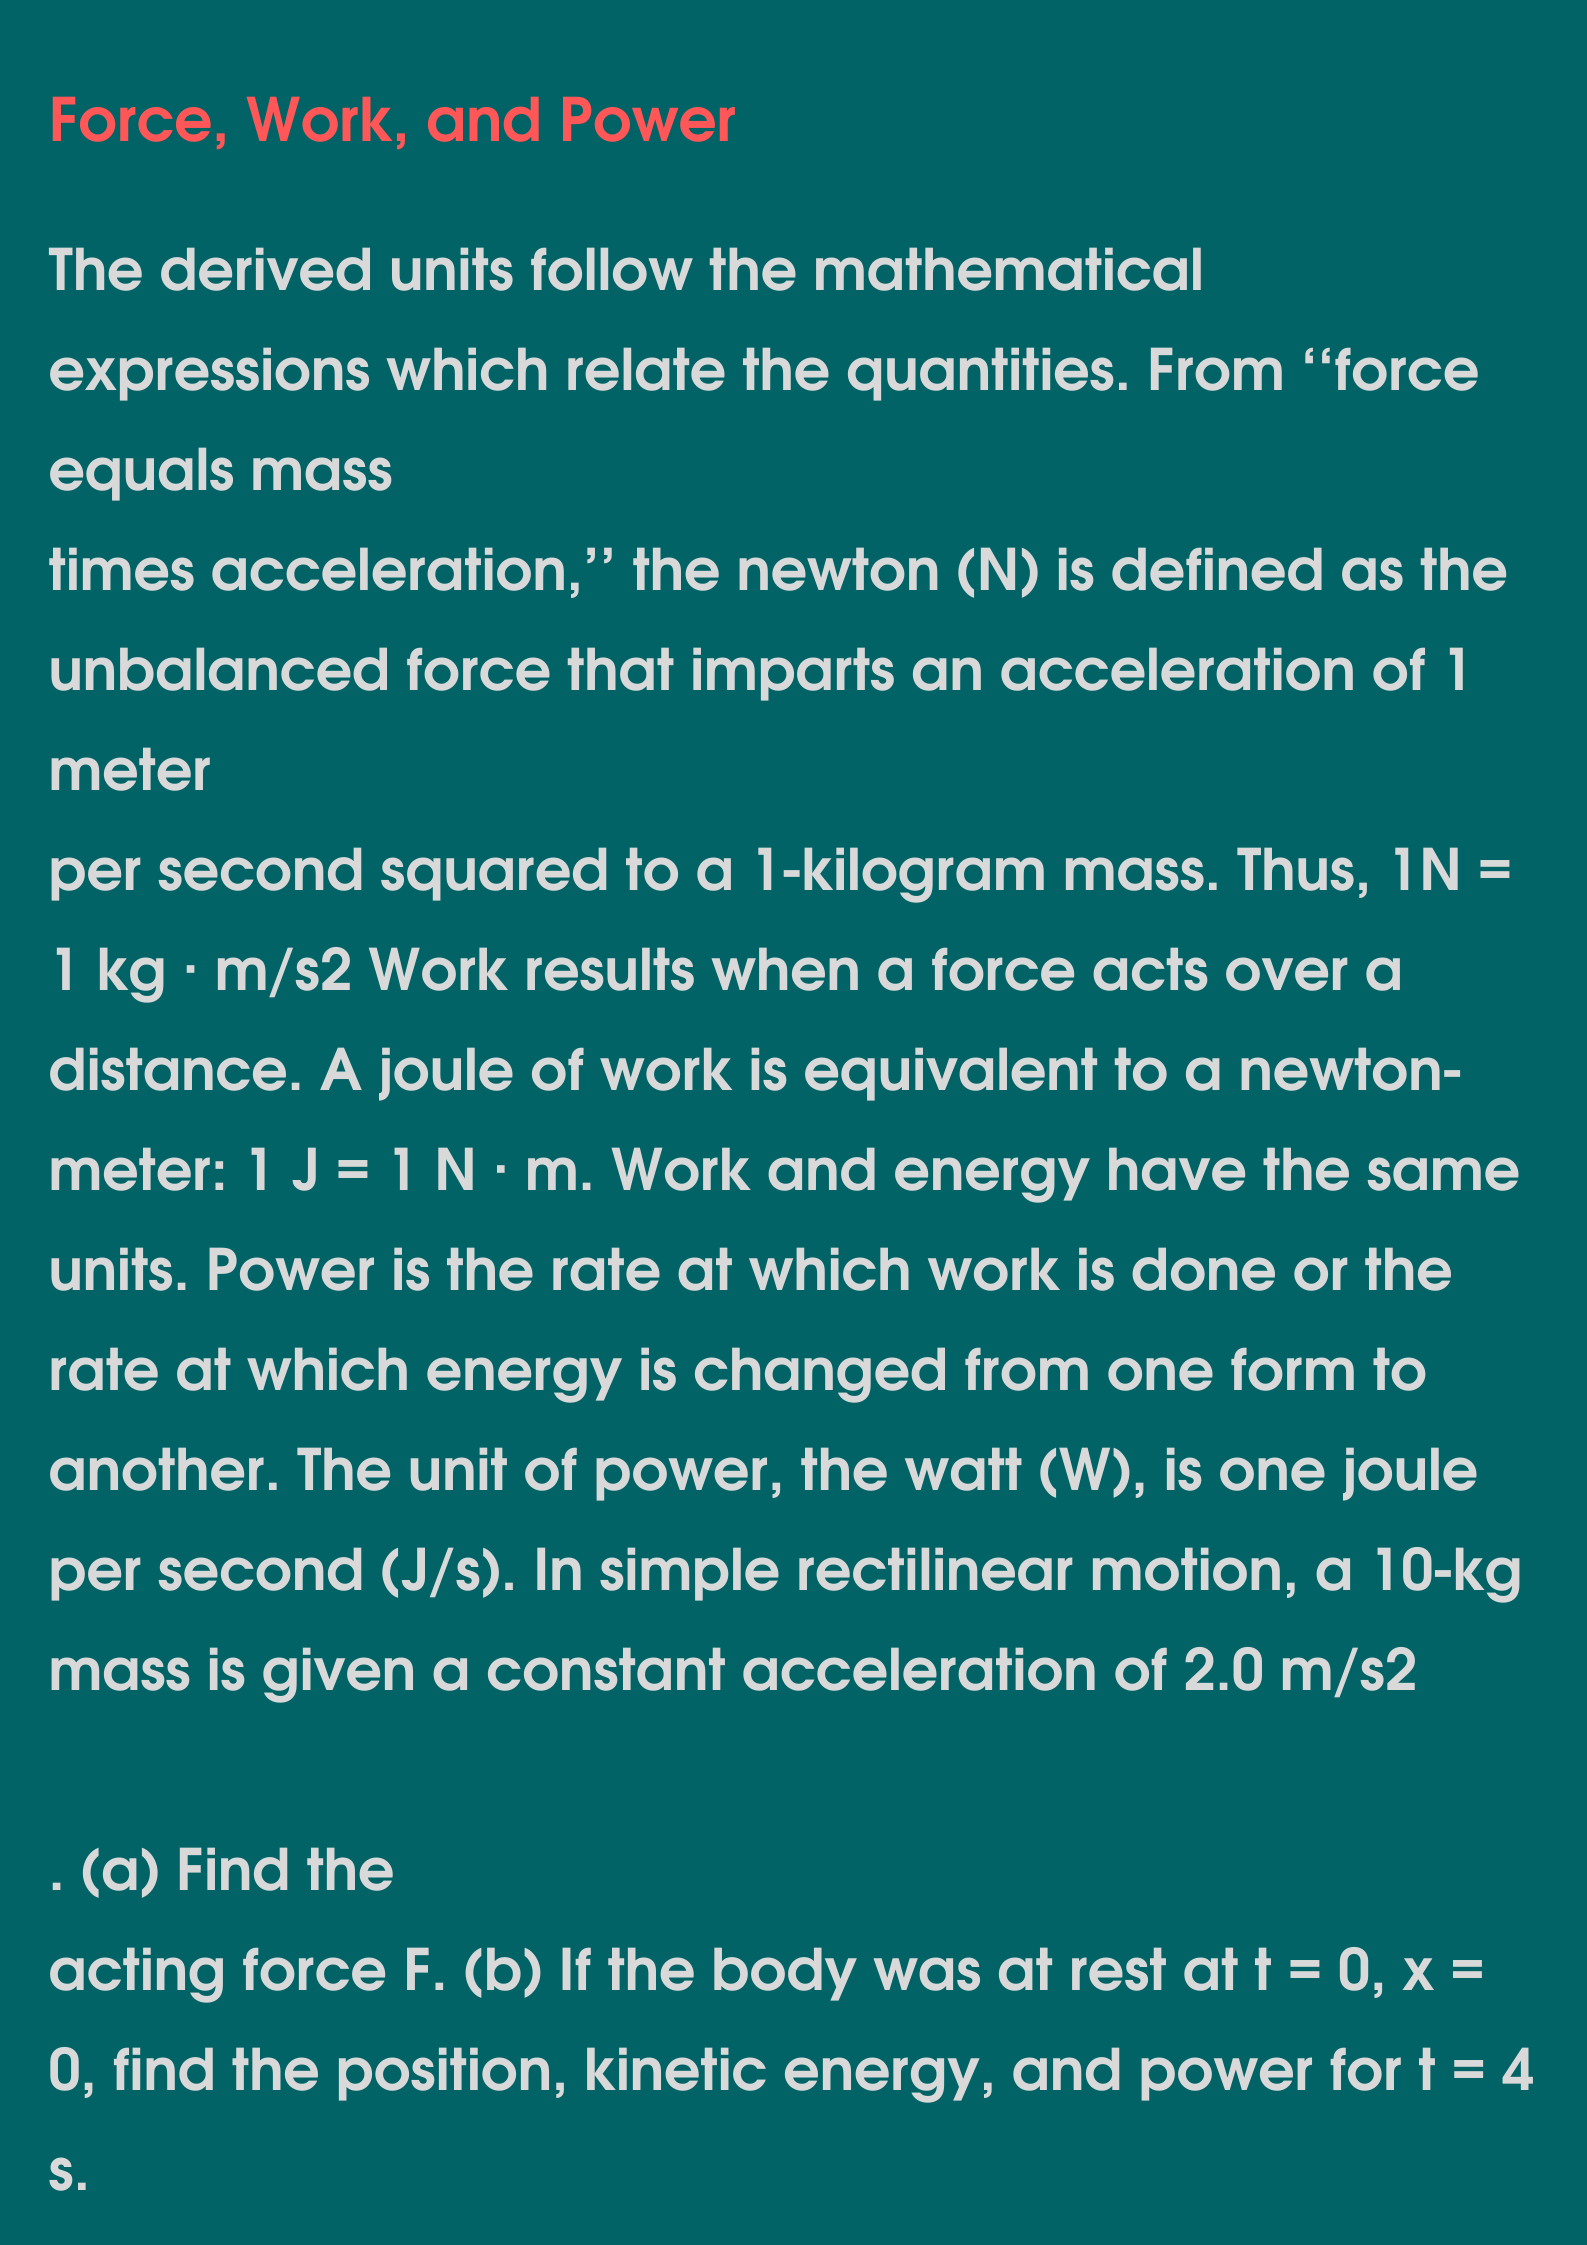 Force, Work, and Power
The derived units follow the mathematical
expressions which relate the quantities. From ‘‘force
equals mass
times acceleration,’’ the newton (N) is defined as the
unbalanced force that imparts an acceleration of 1
meter
per second squared to a 1-kilogram mass. Thus, 1N =
1 kg · m/s2 Work results when a force acts over a
distance. A joule of work is equivalent to a newton-
meter: 1 J = 1 N · m. Work and energy have the same
units. Power is the rate at which work is done or the
rate at which energy is changed from one form to
another. The unit of power, the watt (W), is one joule
per second (J/s). In simple rectilinear motion, a 10-kg
mass is given a constant acceleration of 2.0 m/s2
. (a) Find the
acting force F. (b) If the body was at rest at t = 0, x =
0, find the position, kinetic energy, and power for t = 4
s.